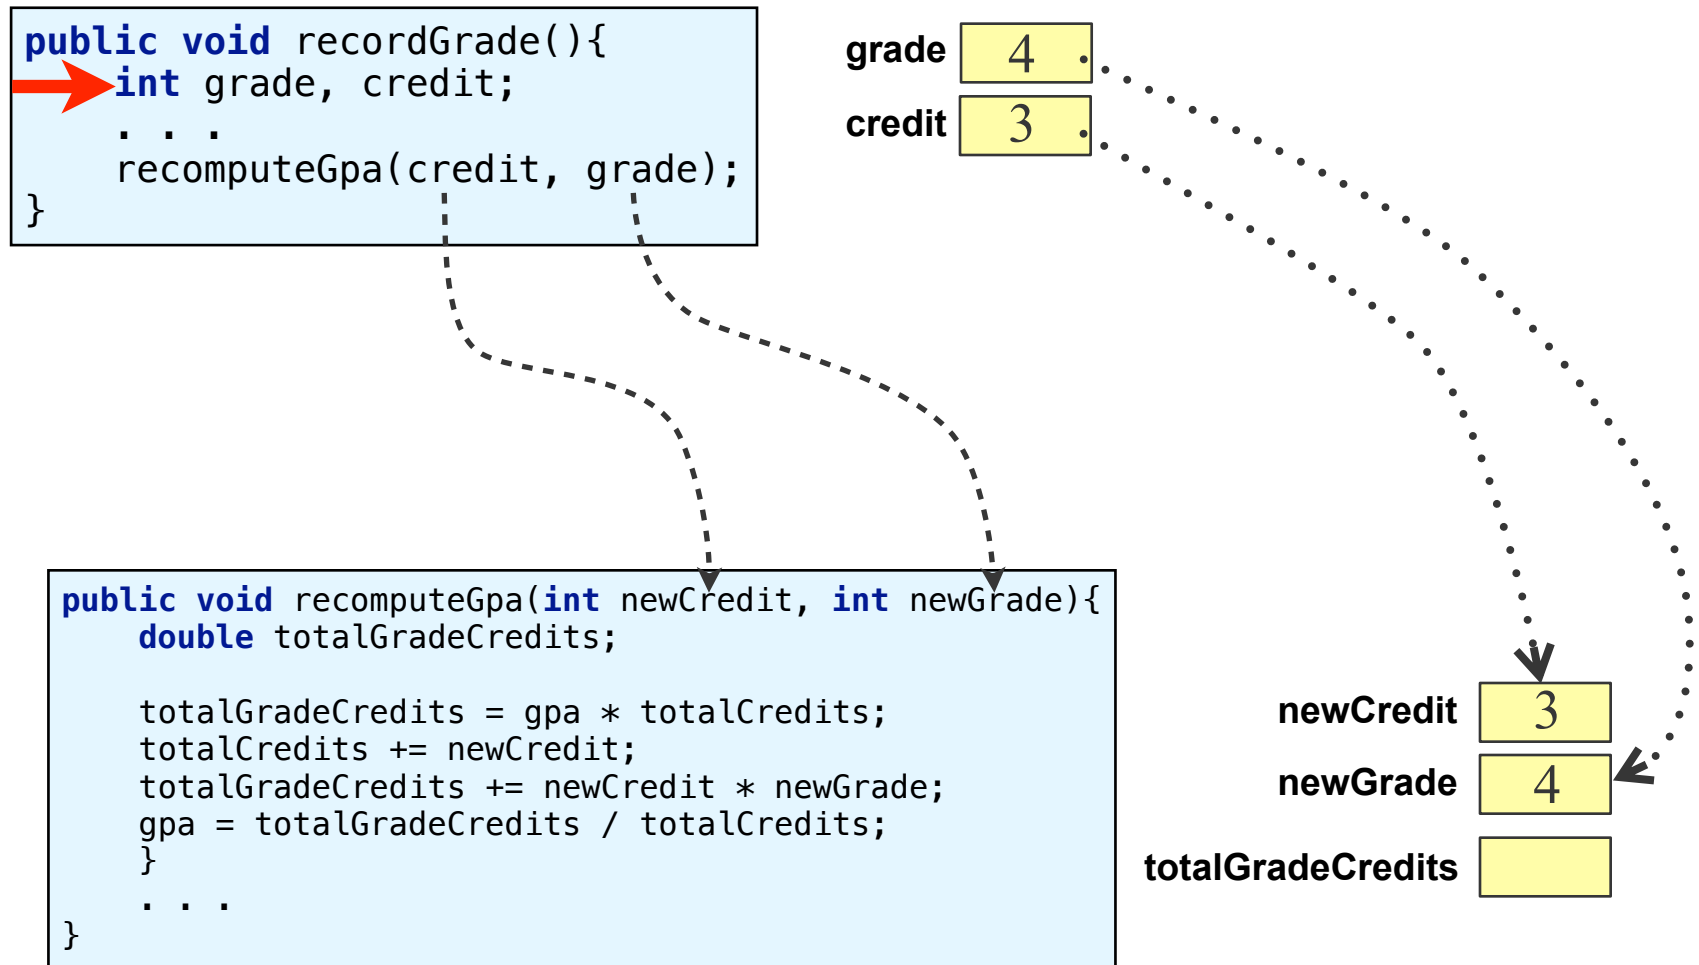 public void recordGrade(){
int grade, credit;
. . .
recomputeGpa(credit, grade);
}
grade 4
credit 3
public void recomputeGpa(int newCredit, int newGrade){
double totalGradeCredits;
totalGradeCredits = gpa * totalCredits;
totalCredits += newCredit;
totalGradeCredits += newCredit * newGrade;
gpa = totalGradeCredits / totalCredits;
}
. . .
}
newCredit 3
newGrade 4
totalGradeCredits